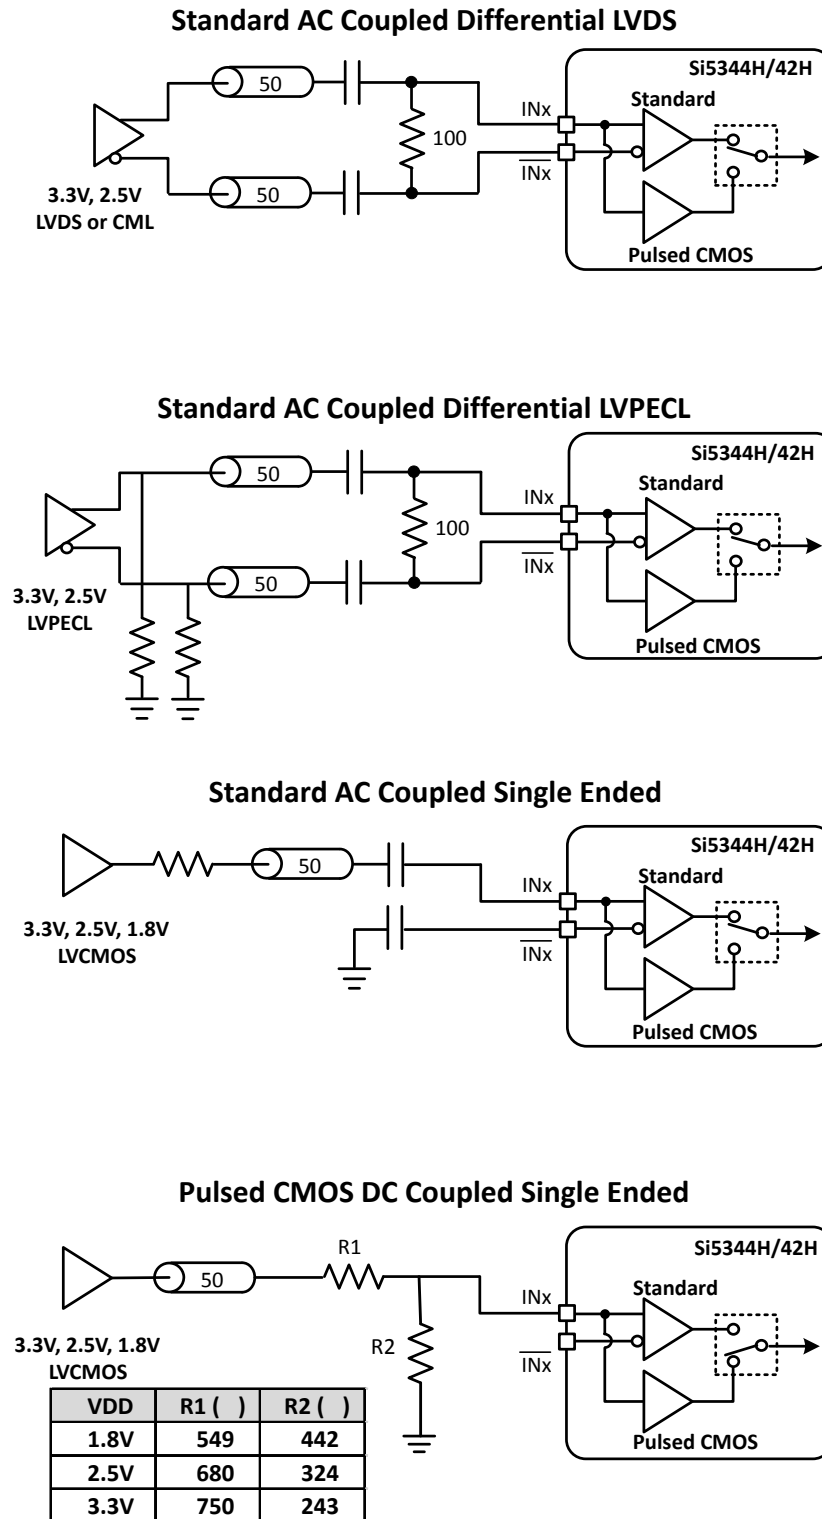 Standard AC Coupled Differential LVDS
Si5344H/42H
50
Standard
INx
100
INx
3.3V, 2.5V
LVDS or CML
50
Pulsed CMOS
Standard AC Coupled Differential LVPECL
Si5344H/42H
50
Standard
INx
100
INx
50
3.3V, 2.5V
LVPECL
Pulsed CMOS
Standard AC Coupled Single Ended
Si5344H/42H
50
Standard
INx
3.3V, 2.5V, 1.8V
LVCMOS
INx
Pulsed CMOS
Pulsed CMOS DC Coupled Single Ended
R1
Si5344H/42H
50
Standard
INx
3.3V, 2.5V, 1.8V
LVCMOS
R2
INx
Pulsed CMOS
VDD R1 ( ) R2 ( )
1.8V 549 442
2.5V 680 324
3.3V 750 243